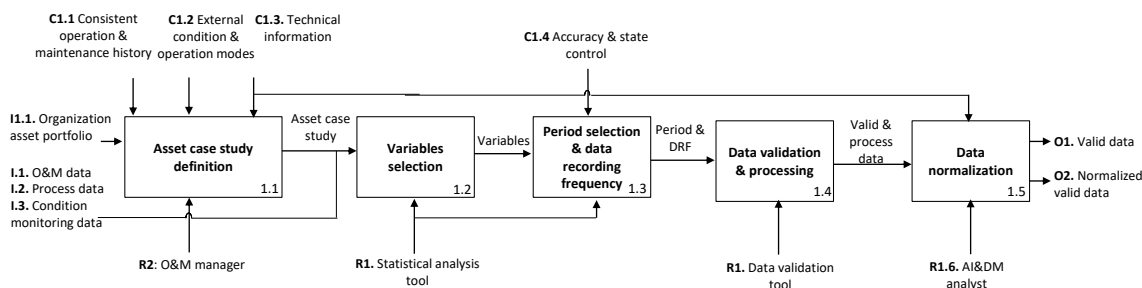 C1.1 Consistent
operation &
maintenance history
C1.2 External
condition &
operation modes
C1.3. Technical
information
C1.4 Accuracy & state
control
I1.1. Organization
asset portfolio
I.1. O&M data
I.2. Process data
I.3. Condition
monitoring data
Asset case study
definition
1.1
Asset case
study
Variables
selection
1.2
Variables
Period selection
& data
recording
frequency
1.3
Period &
DRF
Data validation
& processing
1.4
Valid &
process data
Data
normalization
1.5
O1. Valid data
O2. Normalized
valid data
R2: O&M manager
R1. Statistical analysis
tool
R1. Data validation
tool
R1.6. AI&DM
analyst